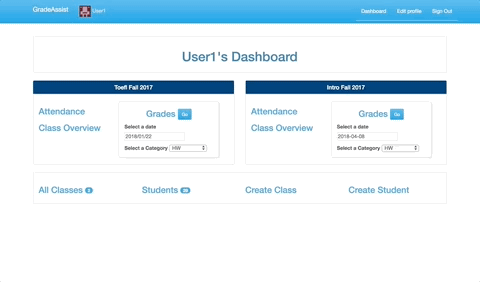 GradeAssist User1 Dashboard Edit profile Sign Out
User1's Dashboard
Toefl Fall 2017
Attendance
Class Overview
Grades Go
Select a date
2018/01/22
Select a Category HW
Intro Fall 2017
Attendance
Class Overview
Grades Go
Select a date
2018-04-08
Select a Category HW
All Classes Students Create Class Create Student